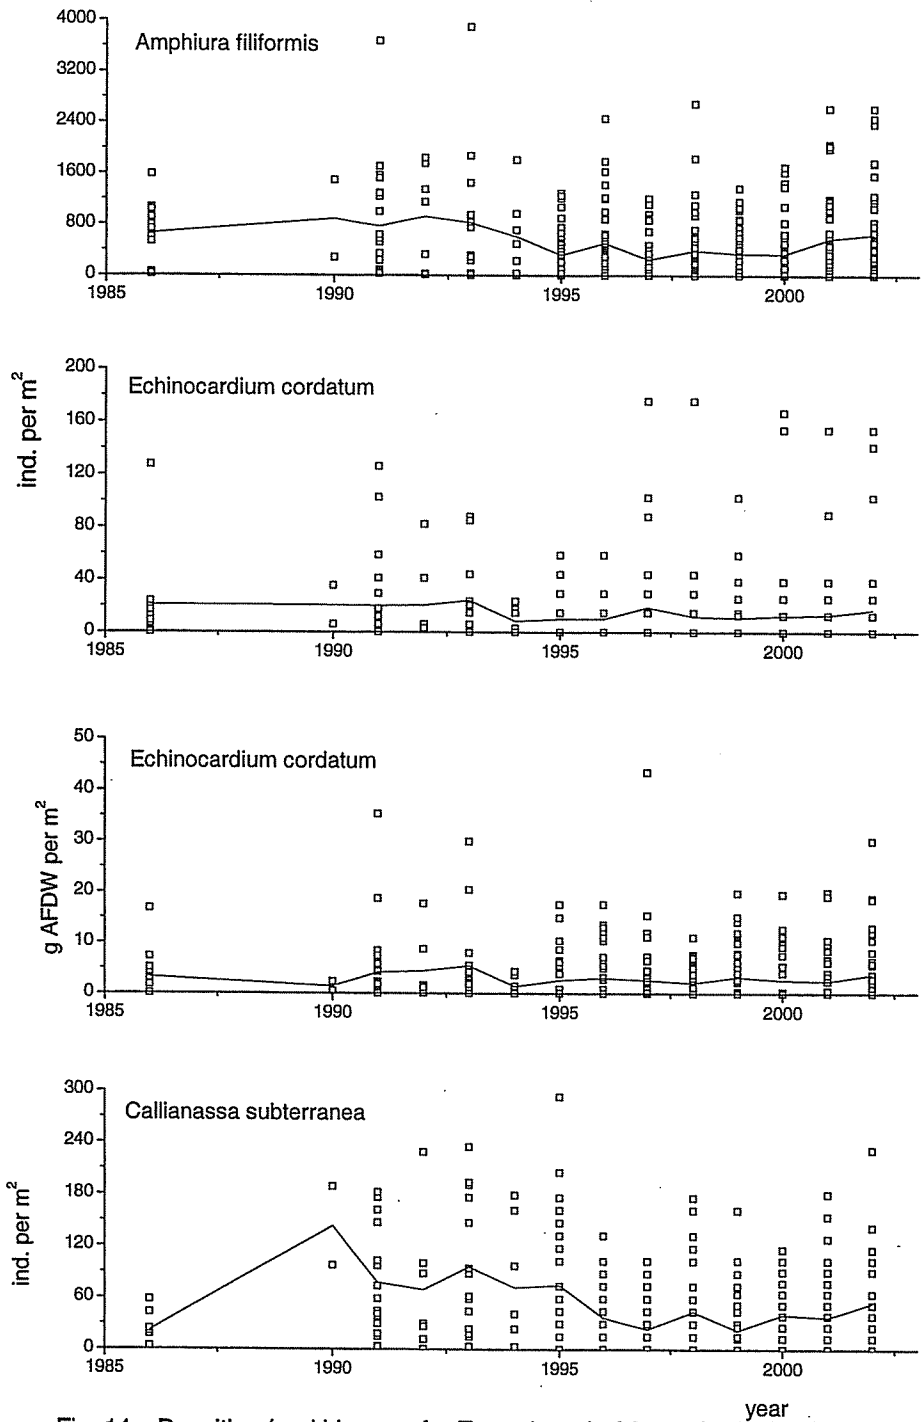 4000
Amphiura filiformis
3200
2400
1600
800
0
1985 1990 1995 2000
200
Echinocardium cordatum
160
ind. per m²
120
80
40
0
1985 1990 1995 2000
50
Echinocardium cordatum
40
30
g AFDW per m²
20
10
0
1985 1990 1995 2000
300
Callianassa subterranea
240
180
ind. per m²
120
60
0
1985 1990 1995 2000
year